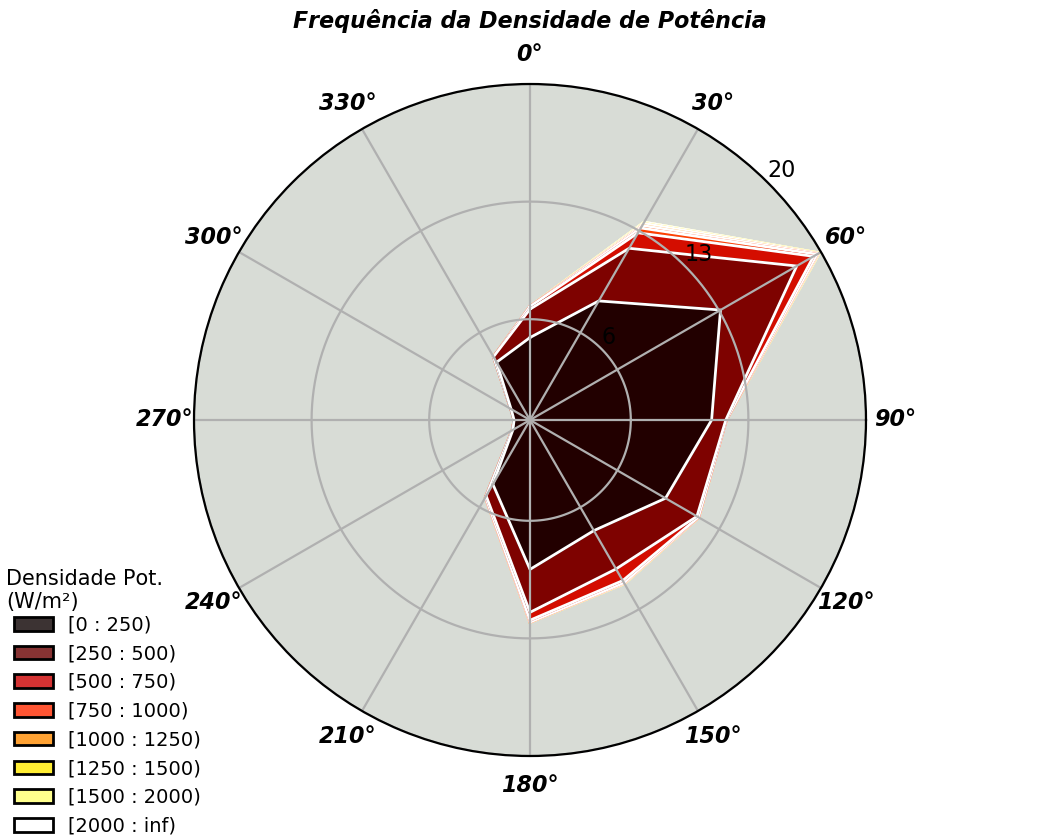 Frequência da Densidade de Potência
0°
330°
30°
20
300°
60°
13
6
270°
90°
240°
120°
210°
150°
180°
Densidade Pot.
(W/m²)
[0 : 250)
[250 : 500)
[500 : 750)
[750 : 1000)
[1000 : 1250)
[1250 : 1500)
[1500 : 2000)
[2000 : inf)